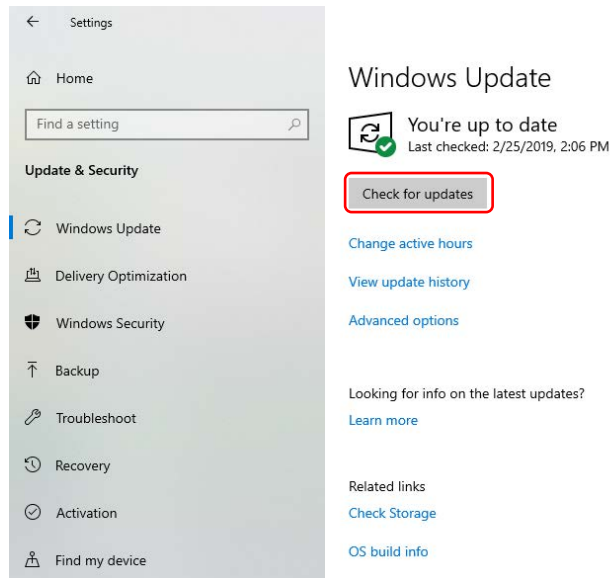 Settings
Home
Find a setting
Update & Security
Windows Update
Delivery Optimization
Windows Security
Backup
Troubleshoot
Recovery
Activation
Find my device
Windows Update
You're up to date
Last checked: 2/25/2019, 2:06 PM
Check for updates
Change active hours
View update history
Advanced options
Looking for info on the latest updates?
Learn more
Related links
Check Storage
OS build info